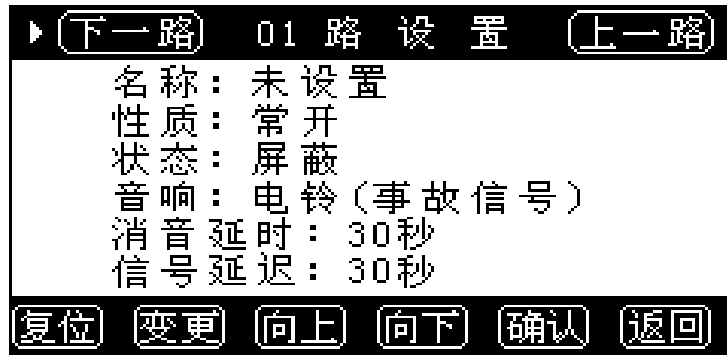 下一路 01 路 设 置 上一路
名称：未设置
性质：常开
状态：屏蔽
音响：电铃(事故信号)
消音延时：30秒
信号延迟：30秒
复位 变更 向上 向下 确认 返回